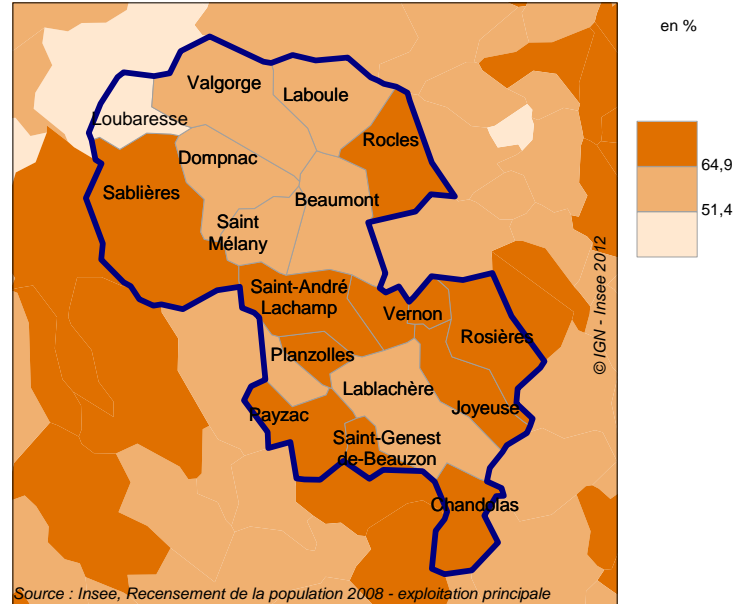 en %
64,9
51,4
Valgorge
Laboule
Loubaresse
Rocles
Dompnac
Sablières
Beaumont
Saint
Mélany
Saint-André
Lachamp
Vernon
Rosières
Planzolles
Lablachère
Joyeuse
Payzac
Saint-Genest
de-Beauzon
Chandolas
© IGN - Insee 2012
Source : Insee, Recensement de la population 2008 - exploitation principale